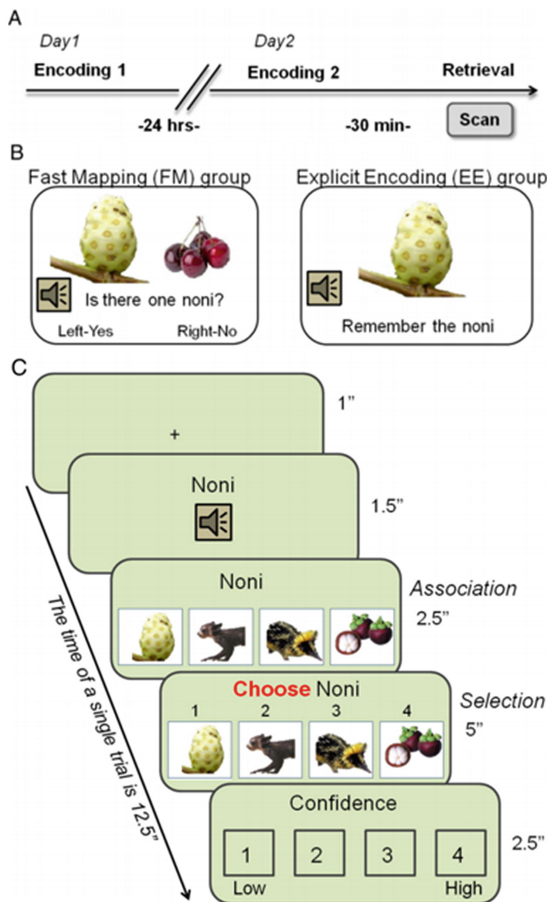 A
Day1
Day2
Encoding 1
Encoding 2
Retrieval
-24 hrs-
-30 min-
Scan
B
Fast Mapping (FM) group
Explicit Encoding (EE) group
Is there one noni?
Left-Yes
Right-No
Remember the noni
C
+
1”
Noni
1.5”
Noni
Association
2.5”
Choose Noni
1 2 3 4
Selection
5”
Confidence
1 2 3 4
Low High
2.5”
The time of a single trial is 12.5”